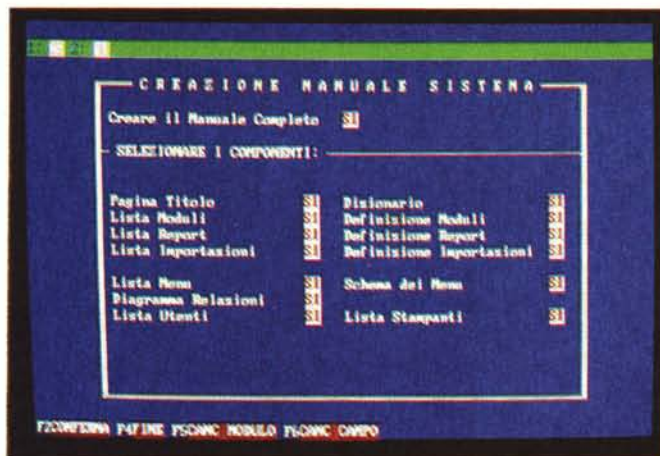 CREAZIONE MANUALE SISTEMA
Creare il Manuale Completo SI
SELEZIONARE I COMPONENTI:
Pagina Titolo SI Dizionario SI
Lista Moduli SI Definizione Moduli SI
Lista Report SI Definizione Report SI
Lista Importazioni SI Definizione Importazioni SI
Lista Menu SI Schema dei Menu SI
Diagramma Relazioni SI
Lista Utenti SI Lista Stampanti SI
F2CONFERMA F4FINE F5CANC MODULO F6CANC CAMPO